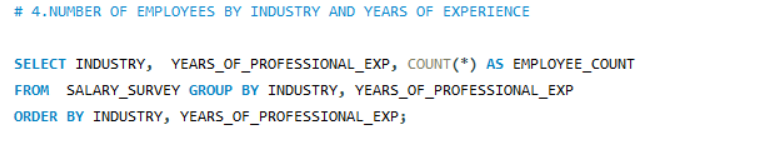 # 4.NUMBER OF EMPLOYEES BY INDUSTRY AND YEARS OF EXPERIENCE
SELECT INDUSTRY,  YEARS_OF_PROFESSIONAL_EXP, COUNT(*) AS EMPLOYEE_COUNT
FROM  SALARY_SURVEY GROUP BY INDUSTRY, YEARS_OF_PROFESSIONAL_EXP
ORDER BY INDUSTRY, YEARS_OF_PROFESSIONAL_EXP;